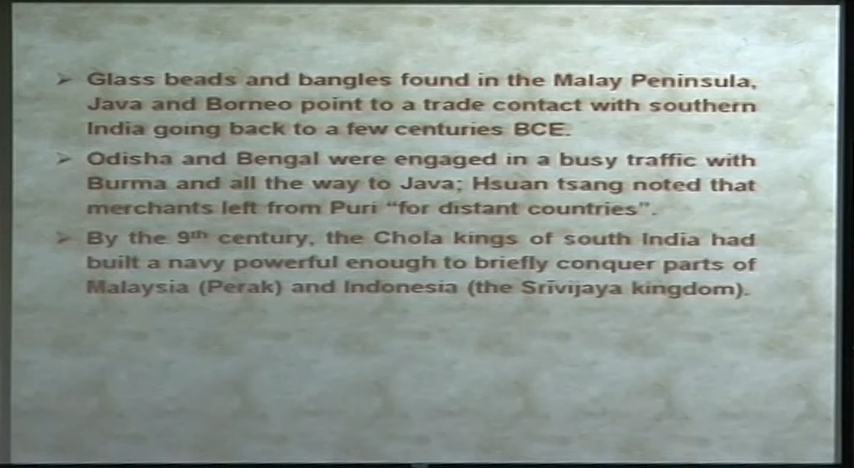 ➢ Glass beads and bangles found in the Malay Peninsula,
Java and Borneo point to a trade contact with southern
India going back to a few centuries BCE.
➢ Odisha and Bengal were engaged in a busy traffic with
Burma and all the way to Java; Hsuan tsang noted that
merchants left from Puri “for distant countries”.
➢ By the 9th century, the Chola kings of south India had
built a navy powerful enough to briefly conquer parts of
Malaysia (Perak) and Indonesia (the Srīvijaya kingdom).